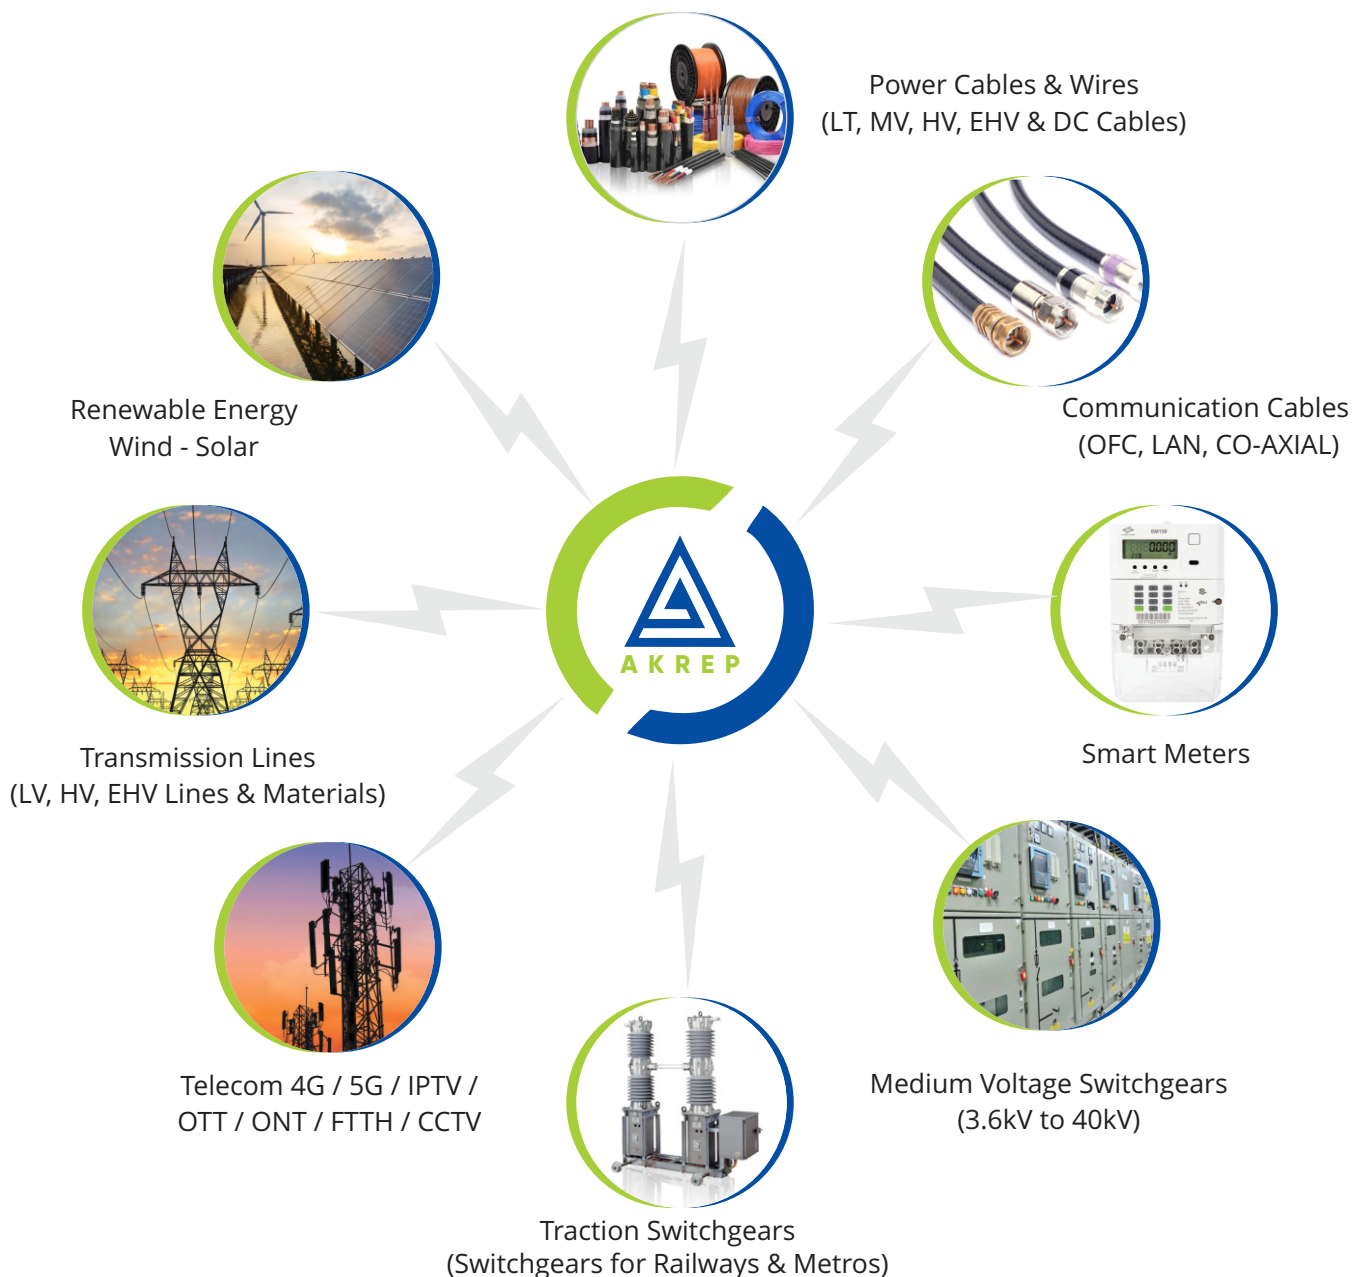 Power Cables & Wires
(LT, MV, HV, EHV & DC Cables)
Communication Cables
(OFC, LAN, CO-AXIAL)
Renewable Energy
Wind - Solar
AKREP
0.000
Smart Meters
Transmission Lines
(LV, HV, EHV Lines & Materials)
Medium Voltage Switchgears
(3.6kV to 40kV)
Telecom 4G / 5G / IPTV /
OTT / ONT / FTTH / CCTV
Traction Switchgears
(Switchgears for Railways & Metros)